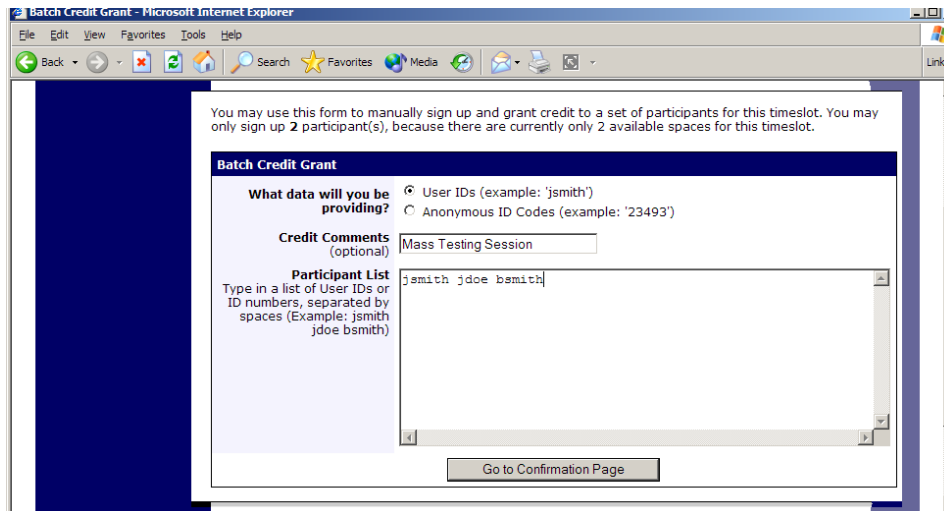 Batch Credit Grant - Microsoft Internet Explorer
File Edit View Favorites Tools Help
Back Search Favorites Media Link
You may use this form to manually sign up and grant credit to a set of participants for this timeslot. You may
only sign up 2 participant(s), because there are currently only 2 available spaces for this timeslot.
Batch Credit Grant
What data will you be
providing?
User IDs (example: 'jsmith')
Anonymous ID Codes (example: '23493')
Credit Comments
(optional)
Mass Testing Session
Participant List
Type in a list of User IDs or
ID numbers, separated by
spaces (Example: jsmith
jdoe bsmith)
jsmith jdoe bsmith
Go to Confirmation Page